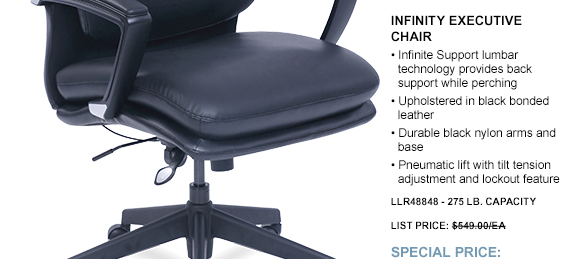 INFINITY EXECUTIVE
CHAIR
• Infinite Support lumbar
technology provides back
support while perching
• Upholstered in black bonded
leather
• Durable black nylon arms and
base
• Pneumatic lift with tilt tension
adjustment and lockout feature
LLR48848 - 275 LB. CAPACITY
LIST PRICE: $549.00/EA
SPECIAL PRICE: